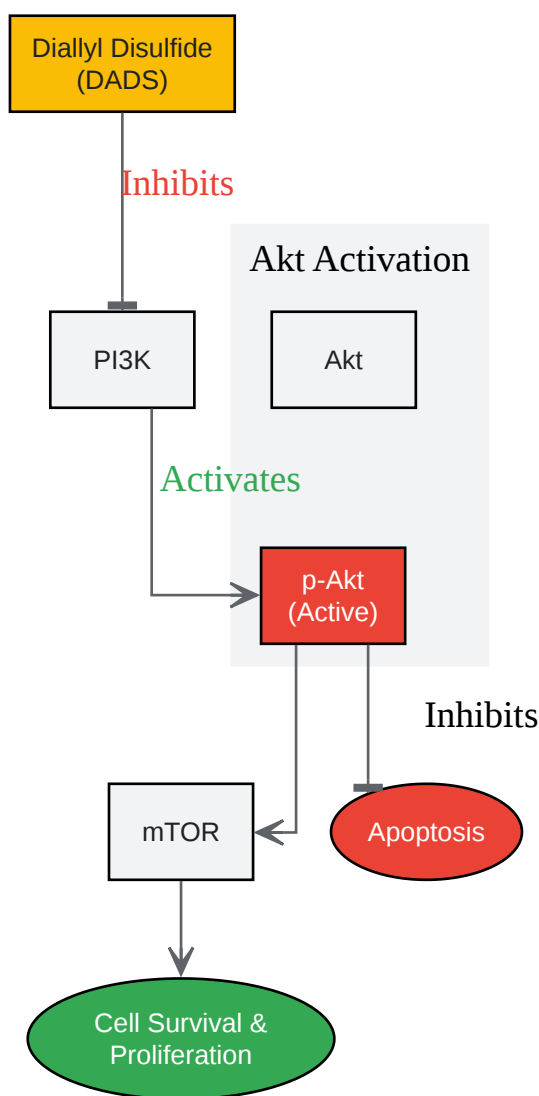 Diallyl Disulfide
(DADS)
Inhibits
Akt Activation
PI3K
Akt
Activates
p-Akt
(Active)
Inhibits
mTOR
Apoptosis
Cell Survival &
Proliferation